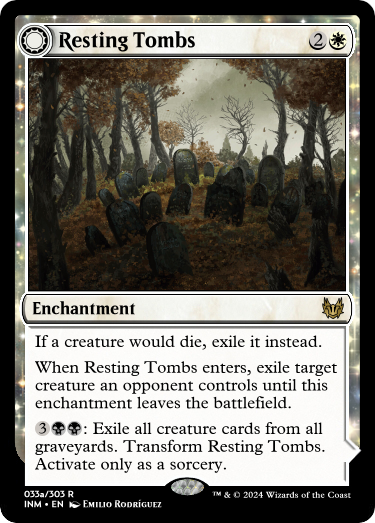 Resting Tombs 2
Enchantment
If a creature would die, exile it instead.
When Resting Tombs enters, exile target
creature an opponent controls until this
enchantment leaves the battlefield.
3: Exile all creature cards from all
graveyards. Transform Resting Tombs.
Activate only as a sorcery.
033a/303 R
INM • EN Emilio Rodríguez
™ & © 2024 Wizards of the Coast